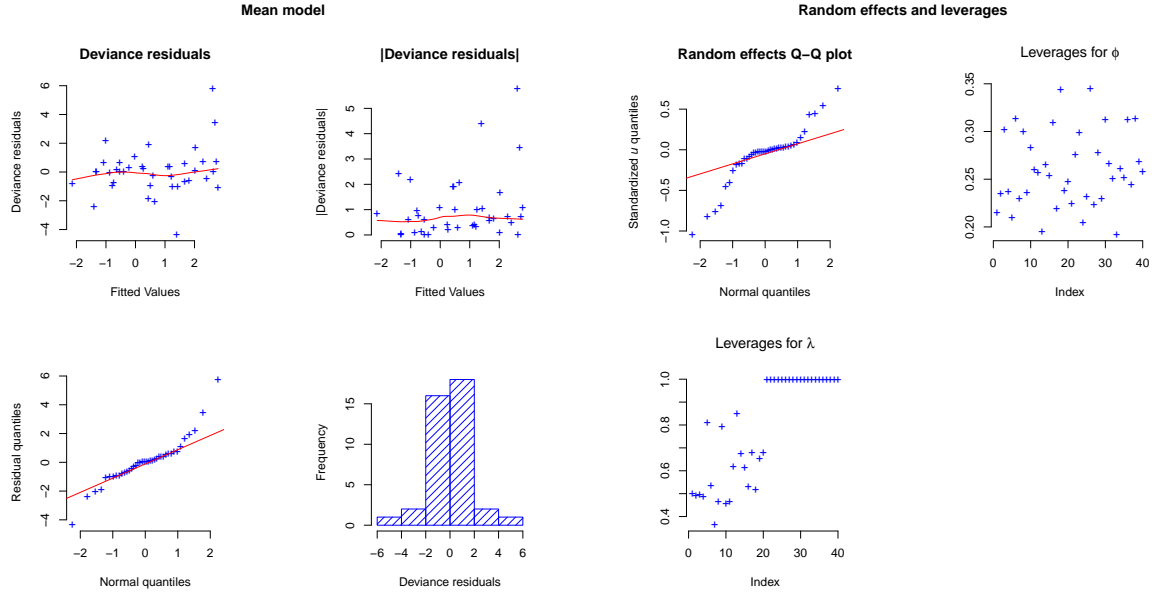 Mean model
Random effects and leverages
Deviance residuals
Deviance residuals
6
4
2
0
−2
−4
−2 −1 0 1 2
Fitted Values
|Deviance residuals|
|Deviance residuals|
6
5
4
3
2
1
0
−2 −1 0 1 2
Fitted Values
Random effects Q−Q plot
Standardized u quantiles
0.5
0.0
−0.5
−1.0
−2 −1 0 1 2
Normal quantiles
Leverages for ϕ
0.35
0.30
0.25
0.20
0 10 20 30 40
Index
Residual quantiles
6
4
2
0
−2
−4
−2 −1 0 1 2
Normal quantiles
Frequency
15
10
5
0
−6 −4 −2 0 2 4 6
Deviance residuals
Leverages for λ
1.0
0.8
0.6
0.4
0 10 20 30 40
Index